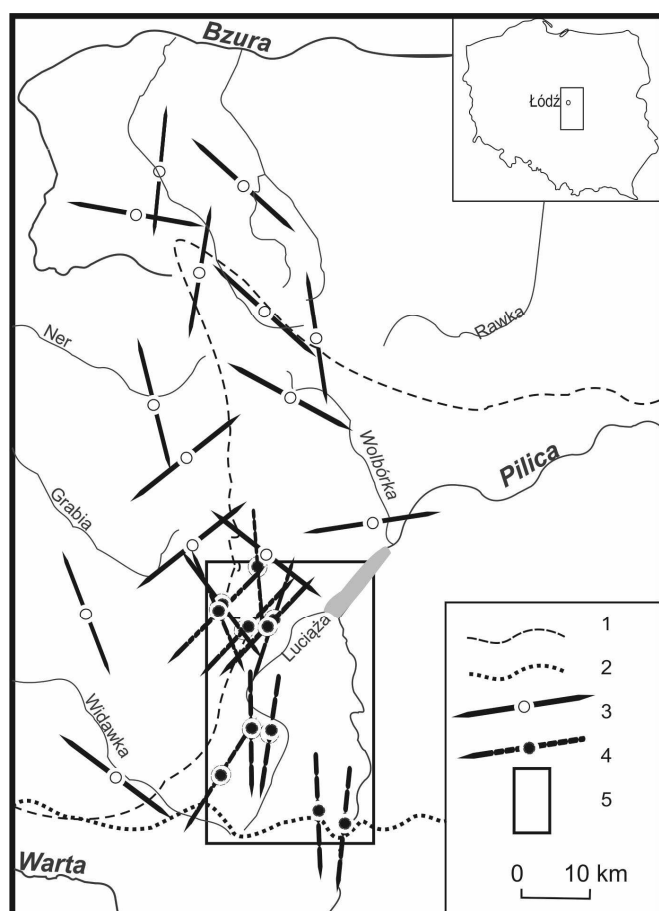 Bzura
Łódź
Ner
Rawka
Wolbórka
Pilica
Grabia
Luciąża
Widawka
Warta
1
2
3
4
5
0 10 km